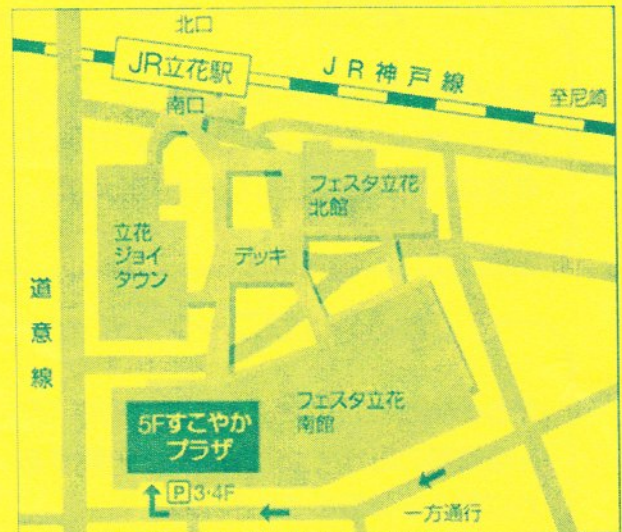 北口
JR立花駅
JR神戸線
至尼崎
南口
フェスタ立花
北館
立花
ジョイ
タウン
デッキ
道意線
フェスタ立花
南館
5Fすこやか
プラザ
P3・4F
一方通行